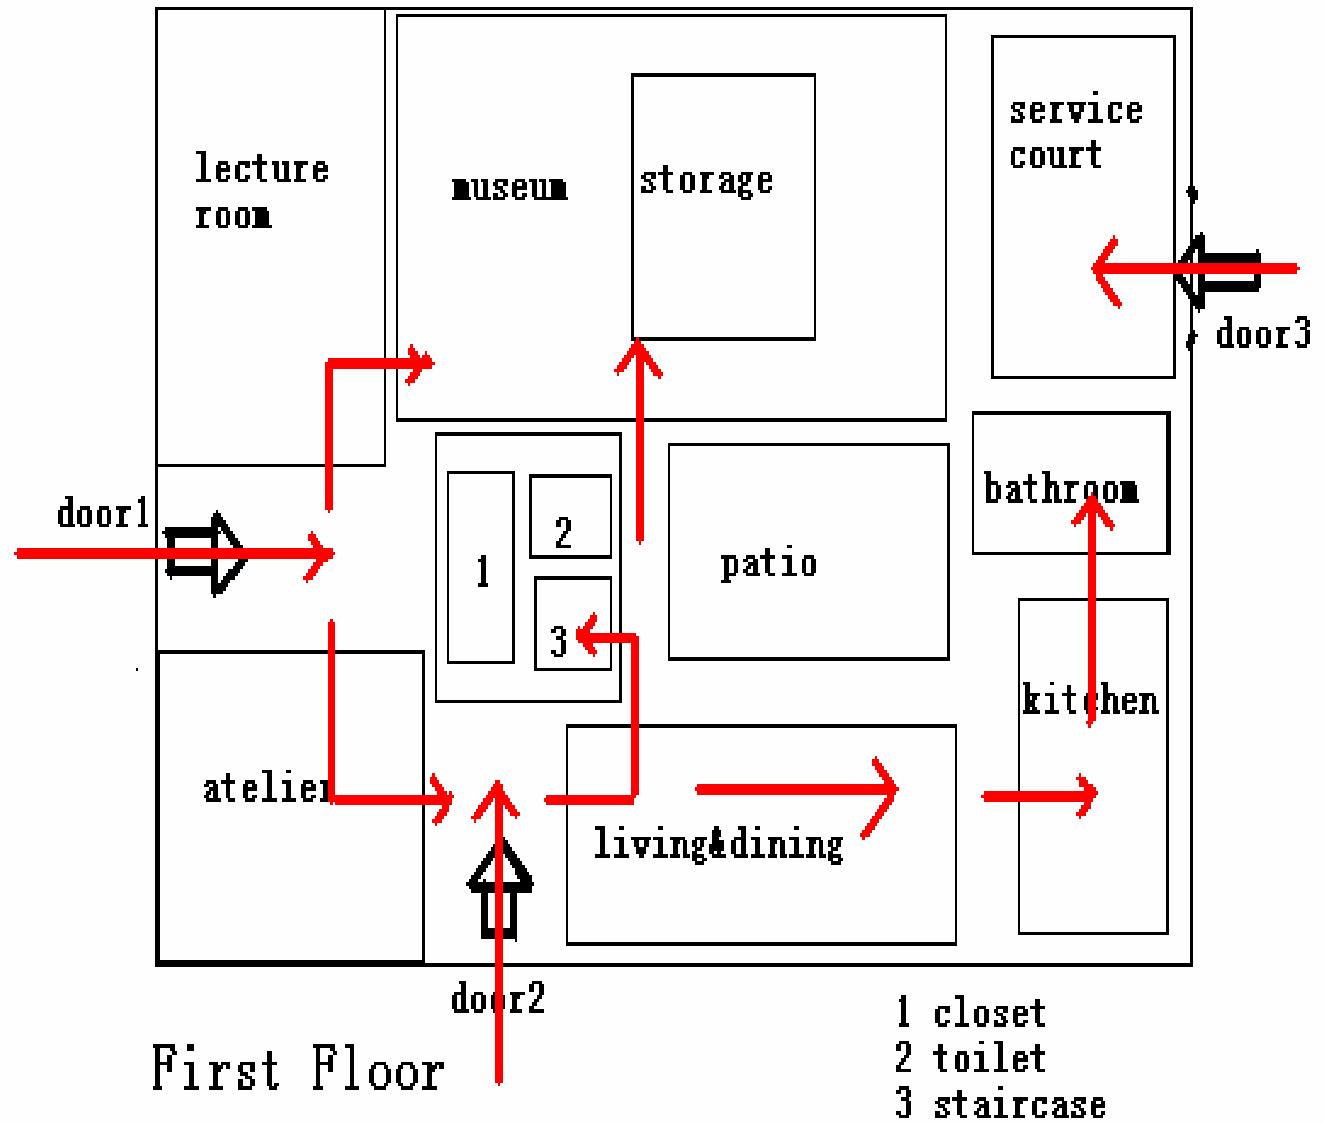 lecture
room
museum
storage
service
court
door3
door1
1
2
3
patio
bathroom
kitchen
atelier
living&dining
door2
First Floor
1 closet
2 toilet
3 staircase